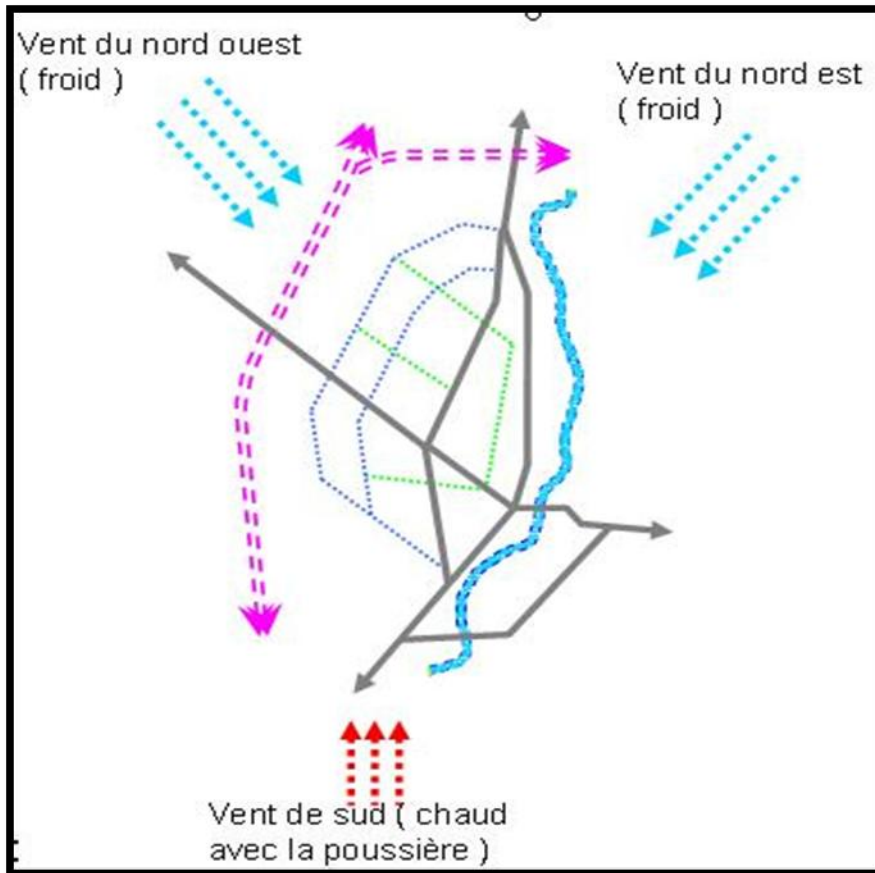 Vent du nord ouest
( froid )
Vent du nord est
( froid )
Vent de sud ( chaud
avec la poussière )